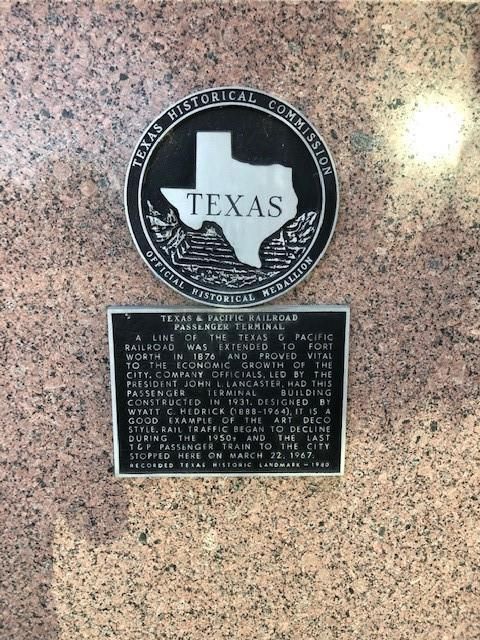 TEXAS HISTORICAL COMMISSION
TEXAS
OFFICIAL HISTORICAL MEDALLION
TEXAS & PACIFIC RAILROAD
PASSENGER TERMINAL
A LINE OF THE TEXAS & PACIFIC
RAILROAD WAS EXTENDED TO FORT
WORTH IN 1876 AND PROVED VITAL
TO THE ECONOMIC GROWTH OF THE
CITY. COMPANY OFFICIALS, LED BY THE
PRESIDENT JOHN L. LANCASTER, HAD THIS
PASSENGER TERMINAL BUILDING
CONSTRUCTED IN 1931. DESIGNED BY
WYATT C. HEDRICK (1888-1964), IT IS A
GOOD EXAMPLE OF THE ART DECO
STYLE. RAIL TRAFFIC BEGAN TO DECLINE
DURING THE 1950s AND THE LAST
T&P PASSENGER TRAIN TO THE CITY
STOPPED HERE ON MARCH 22, 1967.
RECORDED TEXAS HISTORIC LANDMARK - 1980